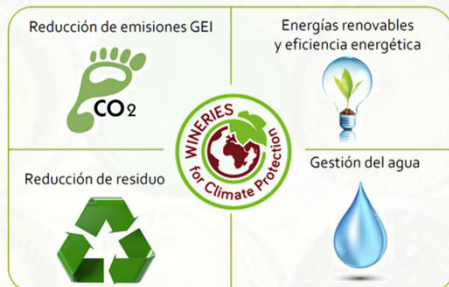 Reducción de emisiones GEI
CO2
Energías renovables
y eficiencia energética
WINERIES
for Climate Protection
Reducción de residuo
Gestión del agua